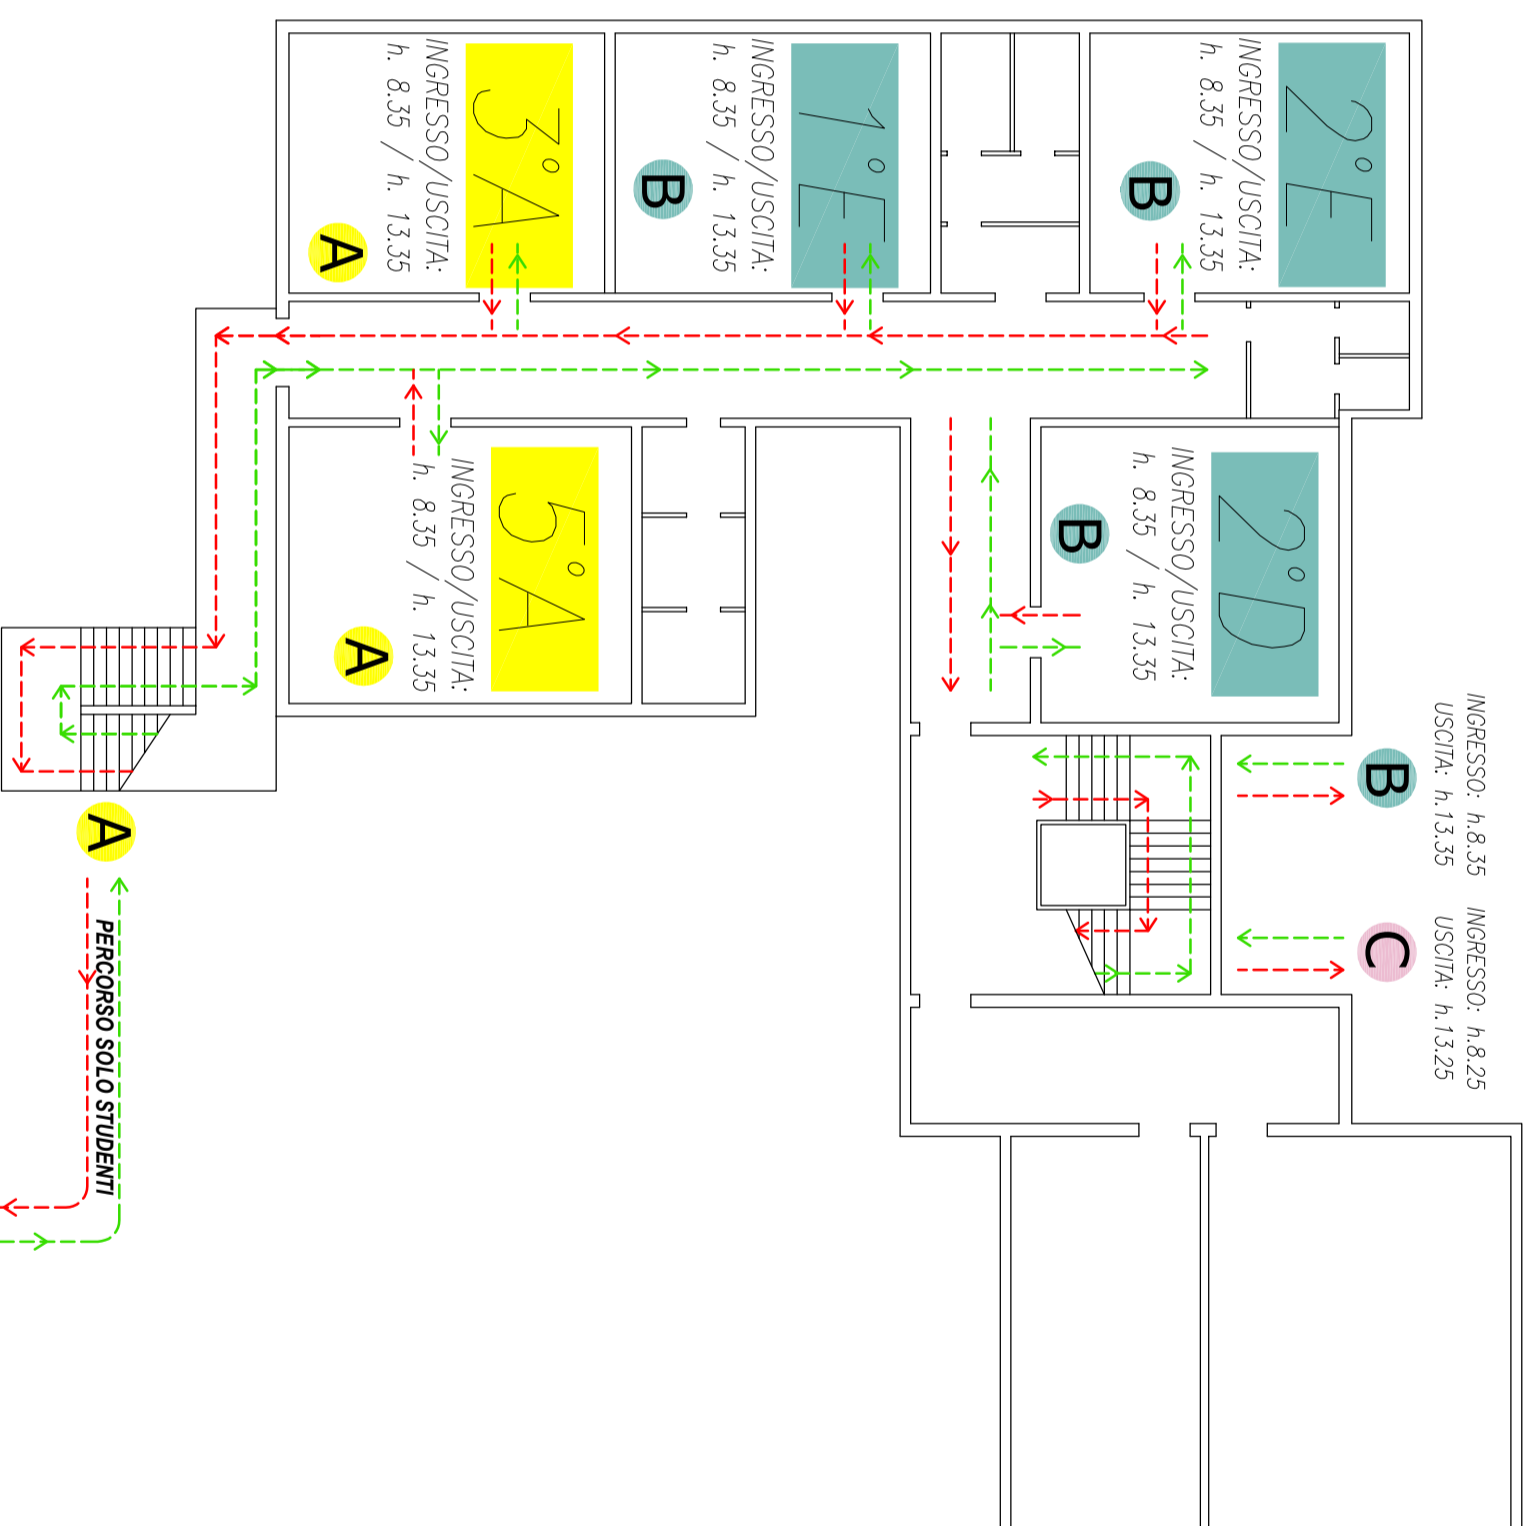 2°E
INGRESSO/USCITA:
h. 8.35 / h. 13.35
B
1°E
INGRESSO/USCITA:
h. 8.35 / h. 13.35
B
3°A
INGRESSO/USCITA:
h. 8.35 / h. 13.35
A
2°D
INGRESSO/USCITA:
h. 8.35 / h. 13.35
B
5°A
INGRESSO/USCITA:
h. 8.35 / h. 13.35
A
INGRESSO: h.8.35
USCITA: h.13.35
B
INGRESSO: h.8.25
USCITA: h.13.25
C
A
PERCORSO SOLO STUDENTI